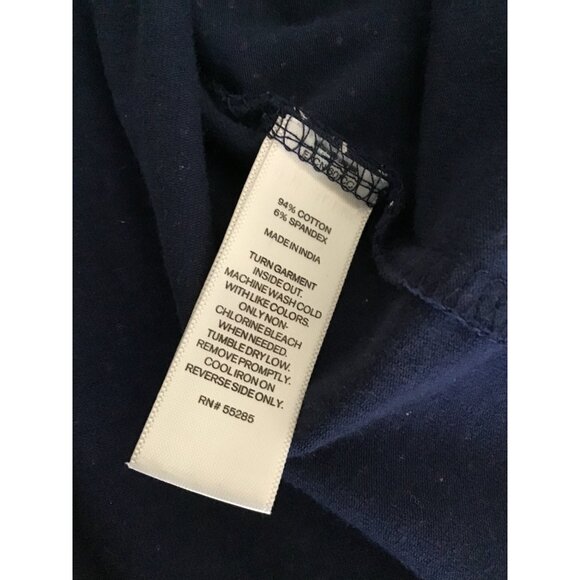 94% COTTON
6% SPANDEX
MADE IN INDIA
TURN GARMENT
INSIDE OUT.
MACHINE WASH COLD
WITH LIKE COLORS.
ONLY NON-
CHLORINE BLEACH
WHEN NEEDED.
TUMBLE DRY LOW.
REMOVE PROMPTLY.
COOL IRON ON
REVERSE SIDE ONLY.
RN# 55285